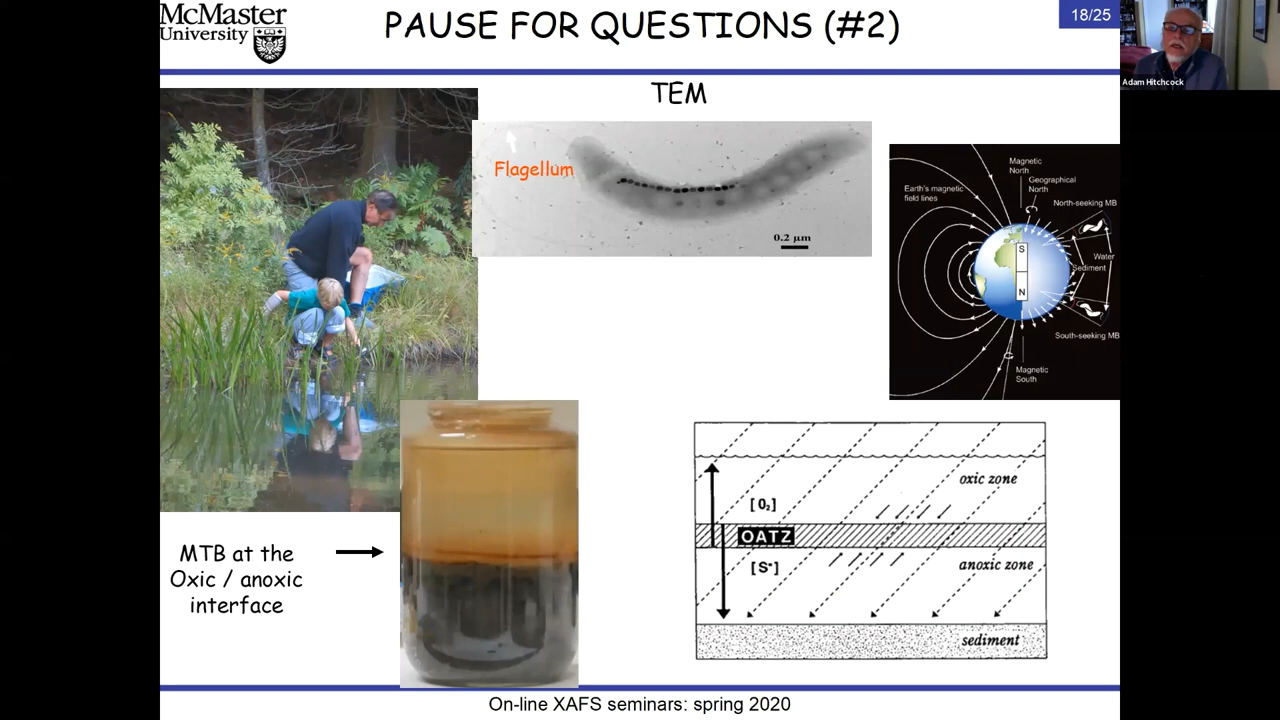 McMaster
University
PAUSE FOR QUESTIONS (#2)
18/25
Adam Hitchcock
TEM
Flagellum
0.2 μm
Magnetic
North
Geographical
North
Earth's magnetic
field lines
North-seeking MB
S
Water
Sediment
N
South-seeking MB
Magnetic
South
oxic zone
[ O₂]
OATZ
[S⁼]
anoxic zone
sediment
MTB at the
Oxic / anoxic
interface
On-line XAFS seminars: spring 2020